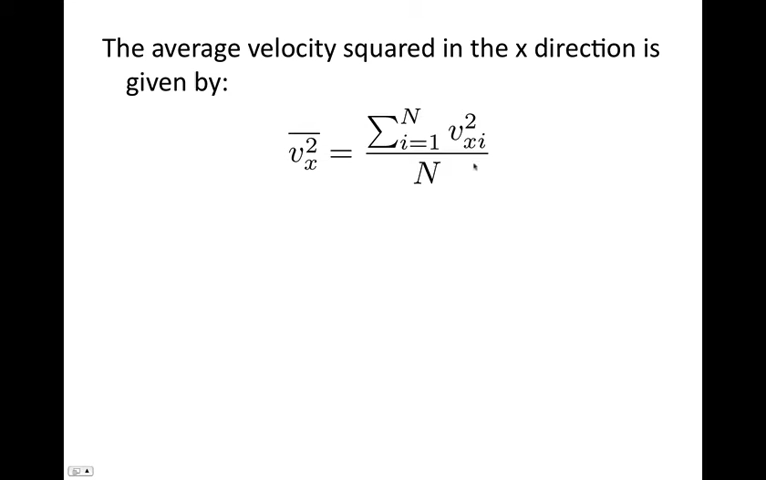 The average velocity squared in the x direction is
given by:
$\overline{v_x^2} = \frac{\sum_{i=1}^{N} v_{xi}^2}{N}$